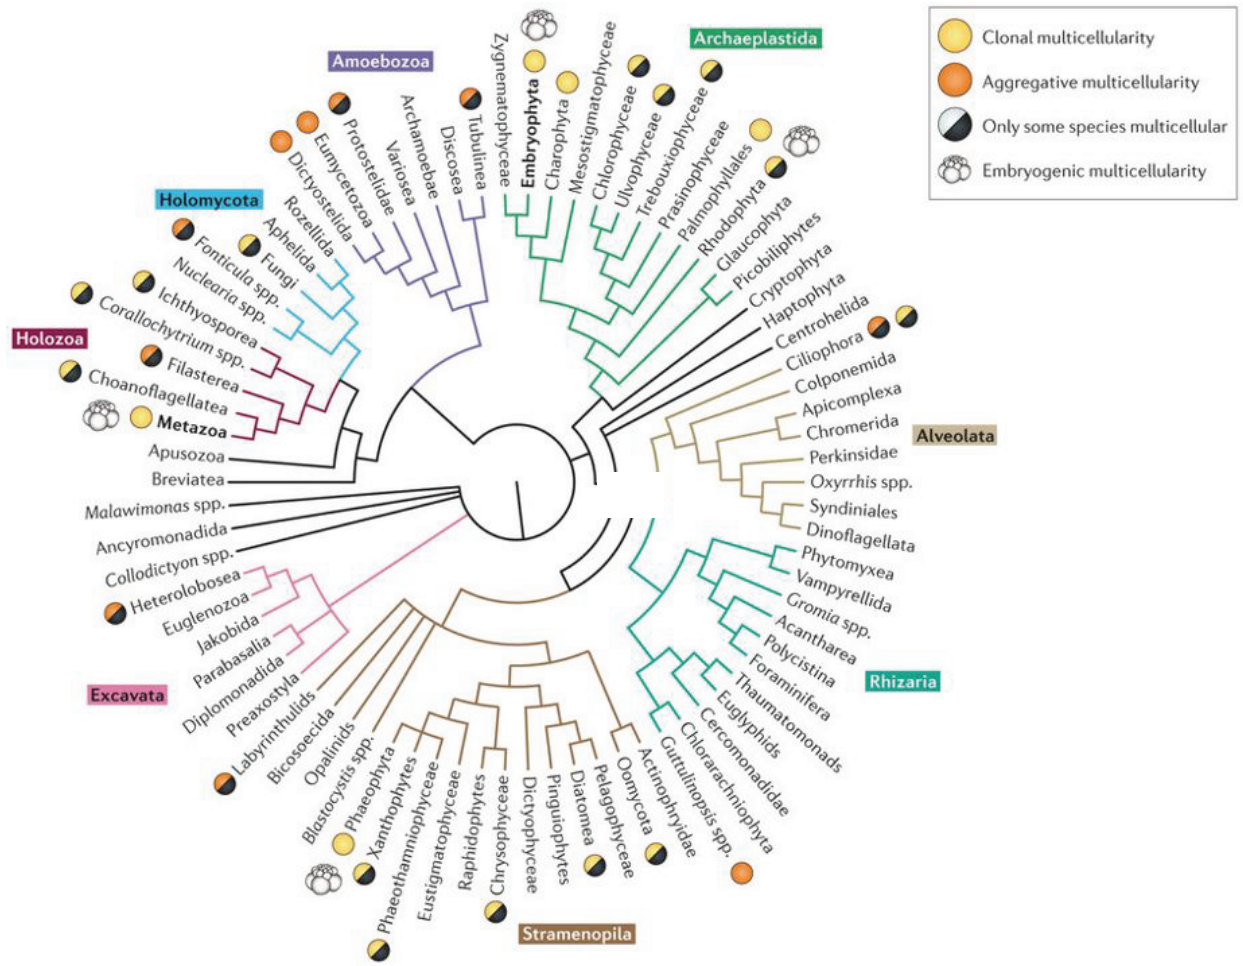 Archaeplastida
Amoebozoa
Holomycota
Holozoa
Excavata
Stramenopila
Rhizaria
Alveolata
Clonal multicellularity
Aggregative multicellularity
Only some species multicellular
Embryogenic multicellularity
Zygnematophyceae
Embryophyta
Charophyta
Mesostigmatophyceae
Chlorophyceae
Ulvophyceae
Trebouxiophyceae
Prasinophyceae
Palmophyllales
Rhodophyta
Glaucophyta
Picobiliphytes
Cryptophyta
Haptophyta
Centrohelida
Ciliophora
Colponemida
Apicomplexa
Chromerida
Perkinsidae
Oxyrrhis spp.
Syndiniales
Dinoflagellata
Phytomyxea
Vampyrellida
Gromia spp.
Acantharea
Polycistina
Foraminifera
Thaumatomonads
Euglyphids
Cercomonadidae
Chlorarachniophyta
Guttulinopsis spp.
Actinophryidae
Oomycota
Pelagophyceae
Diatomea
Pinguiophytes
Dictyophyceae
Chrysophyceae
Raphidophytes
Eustigmatophyceae
Phaeothamniophyceae
Xanthophytes
Phaeophyta
Blastocystis spp.
Opalinids
Bicosoecida
Labyrinthulids
Preaxostyla
Diplomonadida
Parabasalia
Jakobida
Euglenozoa
Heterolobosea
Collodictyon spp.
Ancyromonadida
Malawimonas spp.
Breviatea
Apusozoa
Metazoa
Choanoflagellatea
Filasterea
Corallochytrium spp.
Ichthyosporea
Nuclearia spp.
Fonticula spp.
Fungi
Aphelida
Rozellida
Dictyostelida
Eumycetozoa
Protostelidae
Variosea
Archamoebae
Discosea
Tubulinea